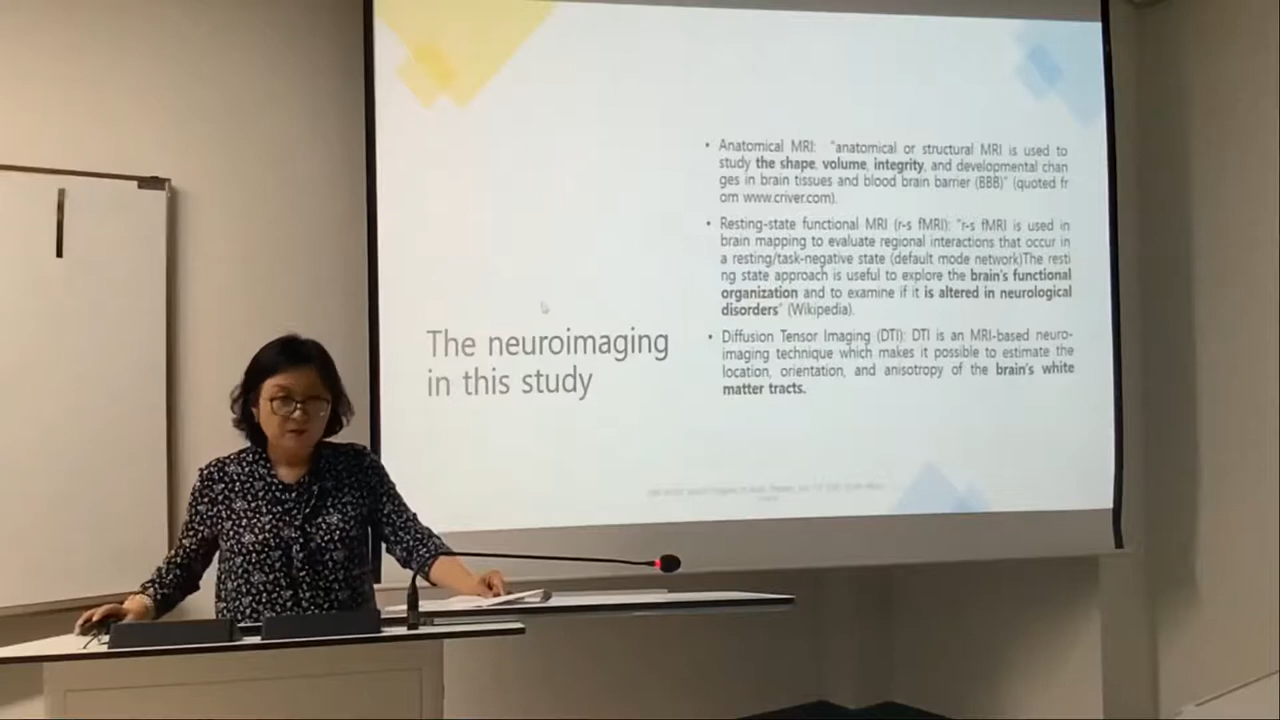 The neuroimaging
in this study
• Anatomical MRI: "anatomical or structural MRI is used to
study the shape, volume, integrity, and developmental chan
ges in brain tissues and blood brain barrier (BBB)" (quoted fr
om www.criver.com).
• Resting-state functional MRI (r-s fMRI): "r-s fMRI is used in
brain mapping to evaluate regional interactions that occur in
a resting/task-negative state (default mode network)The resti
ng state approach is useful to explore the brain's functional
organization and to examine if it is altered in neurological
disorders" (Wikipedia).
• Diffusion Tensor Imaging (DTI): DTI is an MRI-based neuro-
imaging technique which makes it possible to estimate the
location, orientation, and anisotropy of the brain's white
matter tracts.